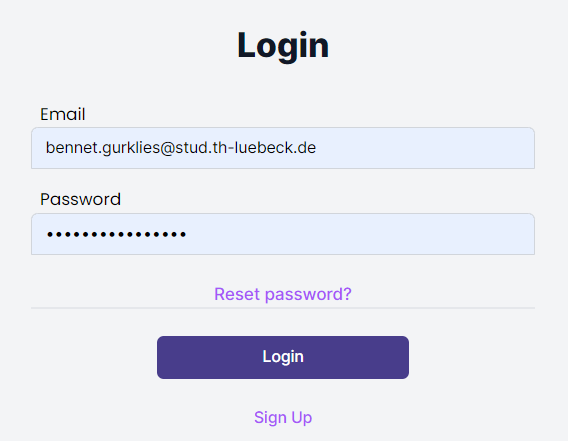 Login
Email
bennet.gurklies@stud.th-luebeck.de
Password
••••••••••••••••
Reset password?
Login
Sign Up